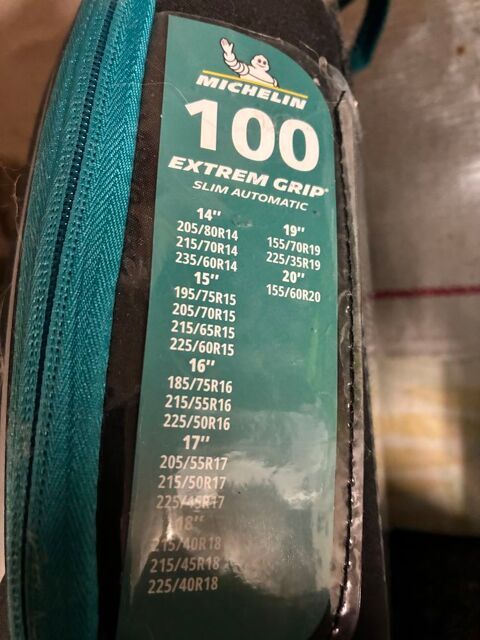 MICHELIN
100
EXTREM GRIP®
SLIM AUTOMATIC
14"
205/80R14
215/70R14
235/60R14
15"
195/75R15
205/70R15
215/65R15
225/60R15
16"
185/75R16
215/55R16
225/50R16
17"
205/55R17
215/50R17
225/45R17
18"
215/40R18
215/45R18
225/40R18
19"
155/70R19
225/35R19
20"
155/60R20